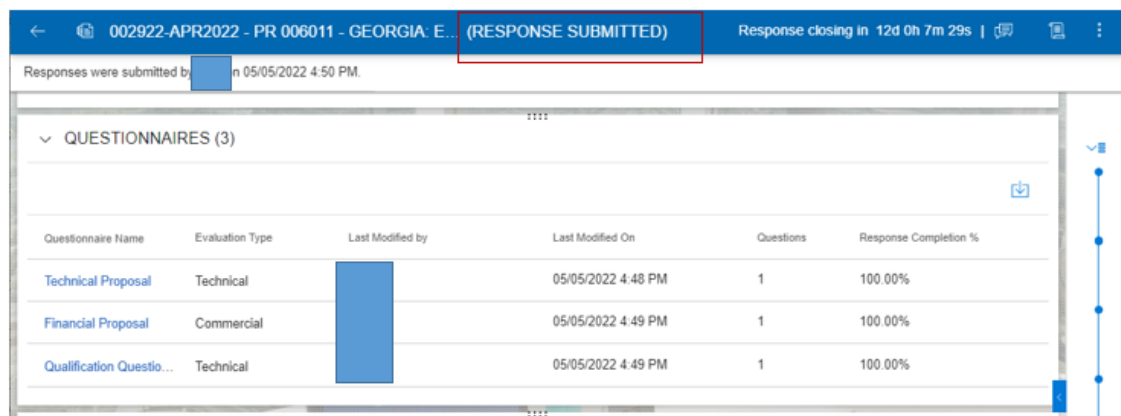 002922-APR2022 - PR 006011 - GEORGIA: E... (RESPONSE SUBMITTED) Response closing in 12d 0h 7m 29s |
Responses were submitted by n 05/05/2022 4:50 PM.
QUESTIONNAIRES (3)
Questionnaire Name Evaluation Type Last Modified by Last Modified On Questions Response Completion %
Technical Proposal Technical 05/05/2022 4:48 PM 1 100.00%
Financial Proposal Commercial 05/05/2022 4:49 PM 1 100.00%
Qualification Questio... Technical 05/05/2022 4:49 PM 1 100.00%